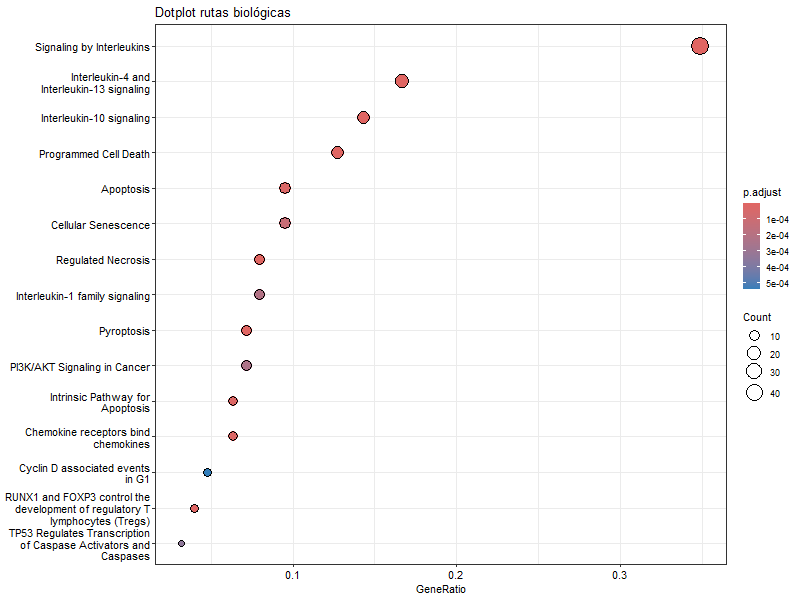 Dotplot rutas biológicas
Signaling by Interleukins
Interleukin-4 and
Interleukin-13 signaling
Interleukin-10 signaling
Programmed Cell Death
Apoptosis
Cellular Senescence
Regulated Necrosis
Interleukin-1 family signaling
Pyroptosis
PI3K/AKT Signaling in Cancer
Intrinsic Pathway for
Apoptosis
Chemokine receptors bind
chemokines
Cyclin D associated events
in G1
RUNX1 and FOXP3 control the
development of regulatory T
lymphocytes (Tregs)
TP53 Regulates Transcription
of Caspase Activators and
Caspases
0.1
0.2
0.3
GeneRatio
p.adjust
1e-04
2e-04
3e-04
4e-04
5e-04
Count
10
20
30
40